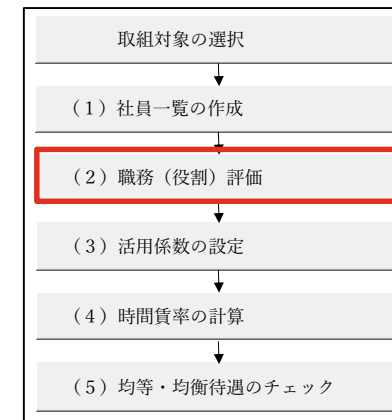 取組対象の選択
（１）社員一覧の作成
（２）職務（役割）評価
（３）活用係数の設定
（４）時間賃率の計算
（５）均等・均衡待遇のチェック